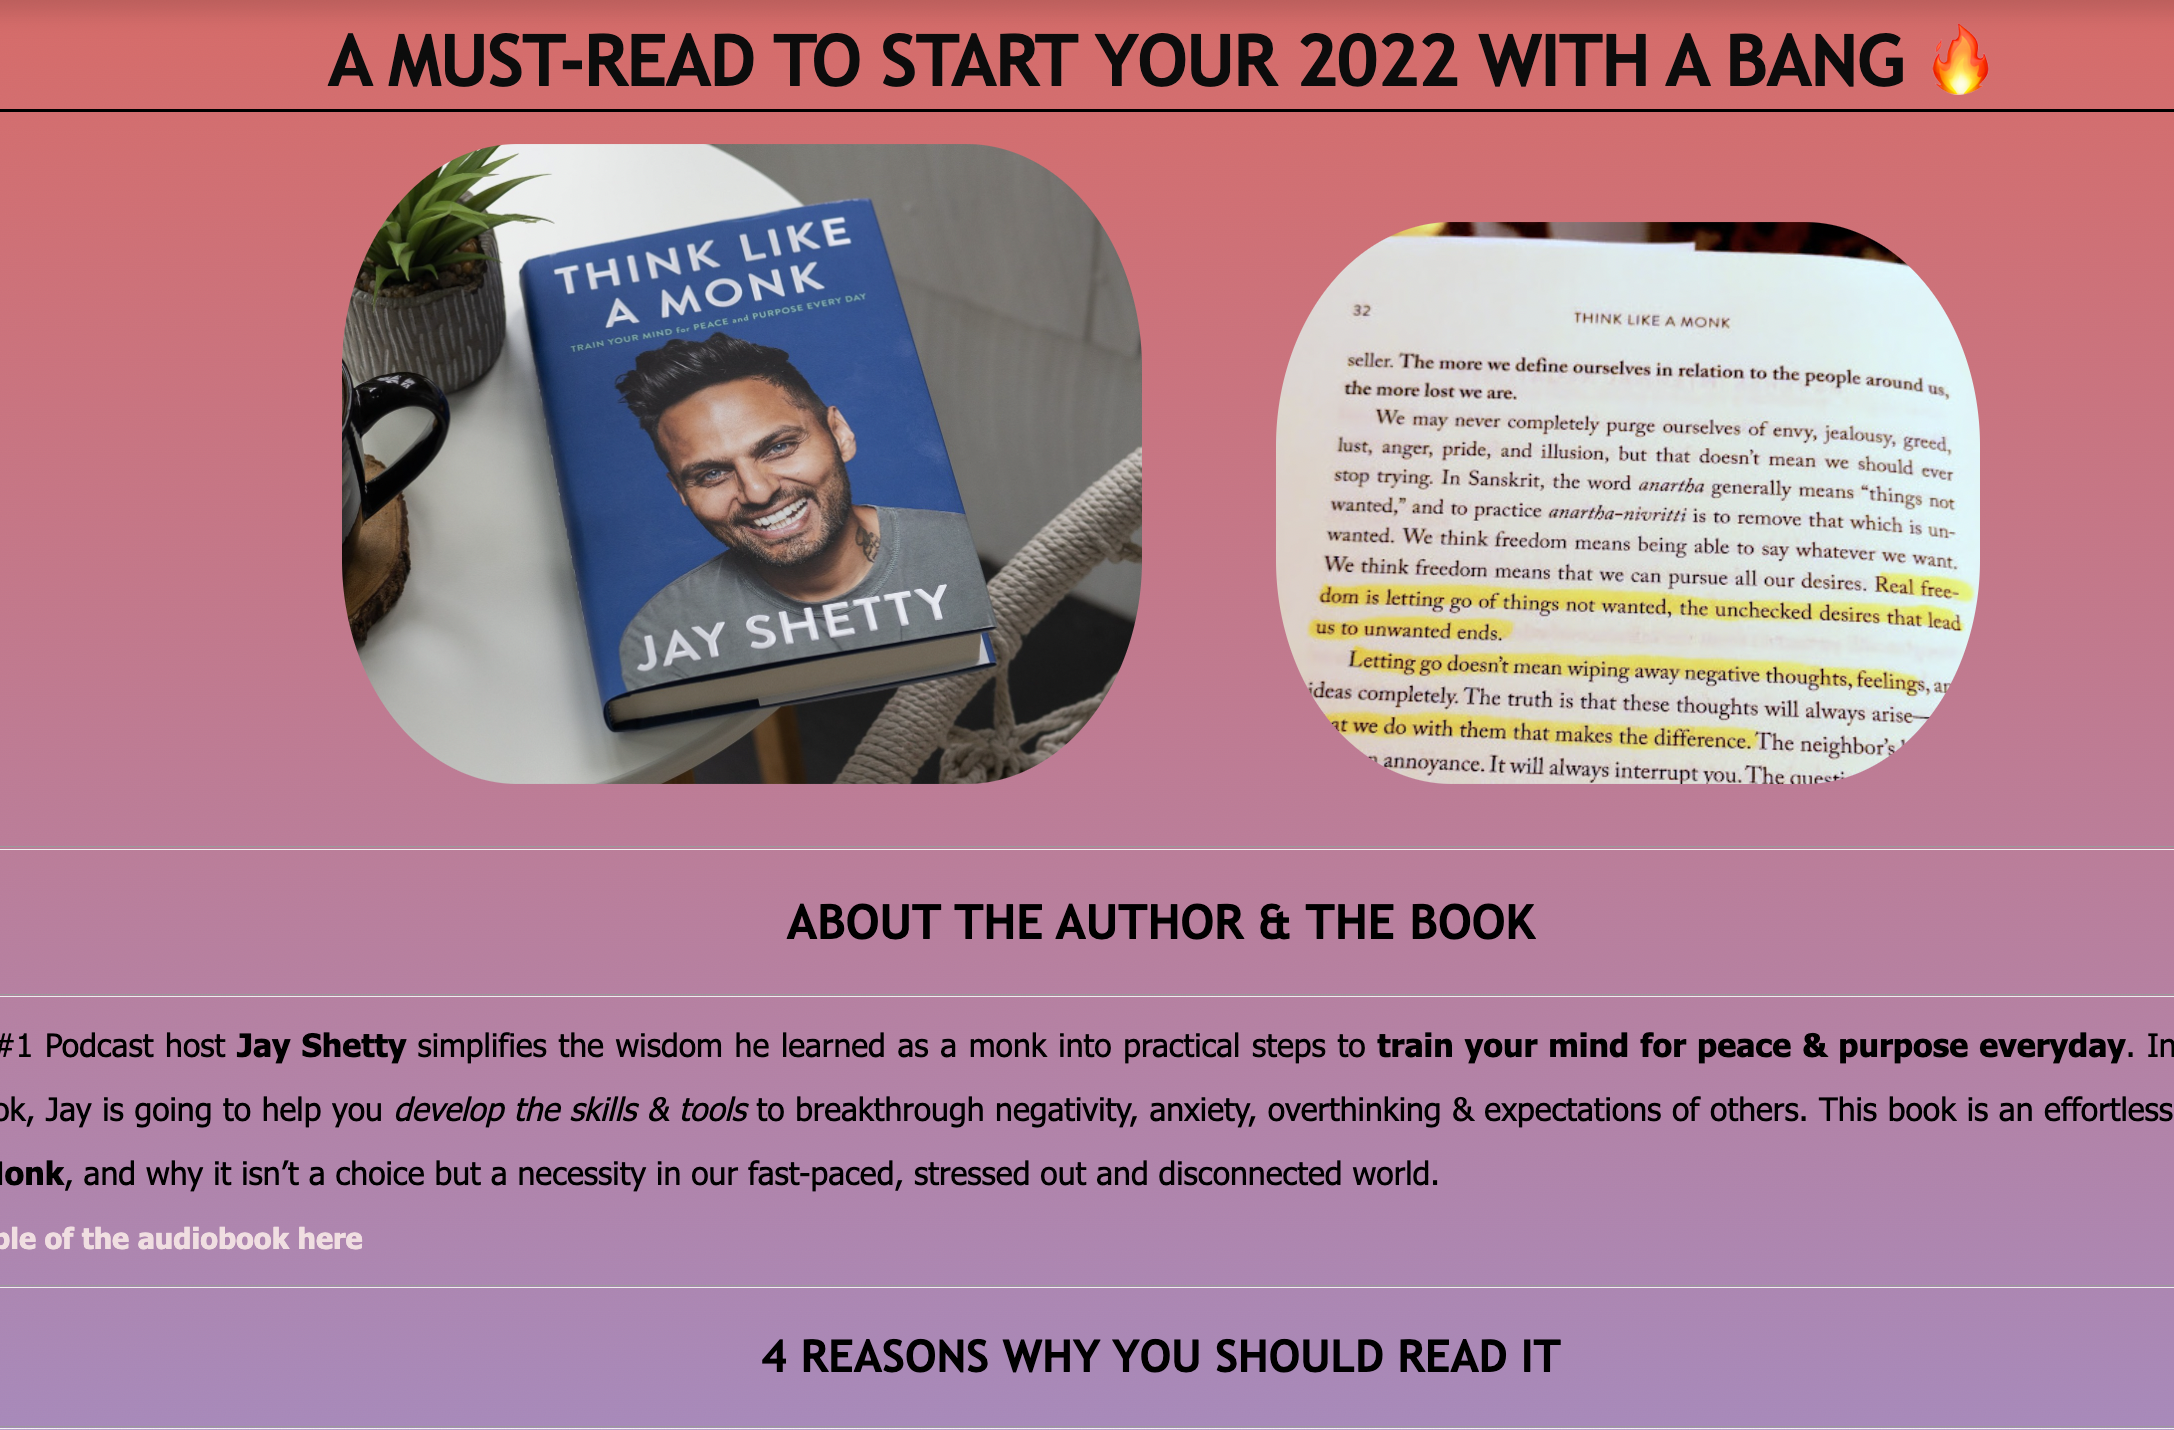 A MUST-READ TO START YOUR 2022 WITH A BANG 🔥
THINK LIKE
A MONK
TRAIN YOUR MIND for PEACE and PURPOSE EVERY DAY
JAY SHETTY
32
THINK LIKE A MONK
seller. The more we define ourselves in relation to the people around us,
the more lost we are.
We may never completely purge ourselves of envy, jealousy, greed,
lust, anger, pride, and illusion, but that doesn't mean we should ever
stop trying. In Sanskrit, the word anartha generally means "things not
wanted," and to practice anartha-nivritti is to remove that which is un-
wanted. We think freedom means being able to say whatever we want.
We think freedom means that we can pursue all our desires. Real free-
dom is letting go of things not wanted, the unchecked desires that lead
us to unwanted ends.
Letting go doesn't mean wiping away negative thoughts, feelings,
ideas completely. The truth is that these thoughts will always arise—
at we do with them that makes the difference. The neighbor's
annoyance. It will always interrupt you. The
ABOUT THE AUTHOR & THE BOOK
#1 Podcast host Jay Shetty simplifies the wisdom he learned as a monk into practical steps to train your mind for peace & purpose everyday. In
ok, Jay is going to help you develop the skills & tools to breakthrough negativity, anxiety, overthinking & expectations of others. This book is an effortless
onk, and why it isn't a choice but a necessity in our fast-paced, stressed out and disconnected world.
ple of the audiobook here
4 REASONS WHY YOU SHOULD READ IT